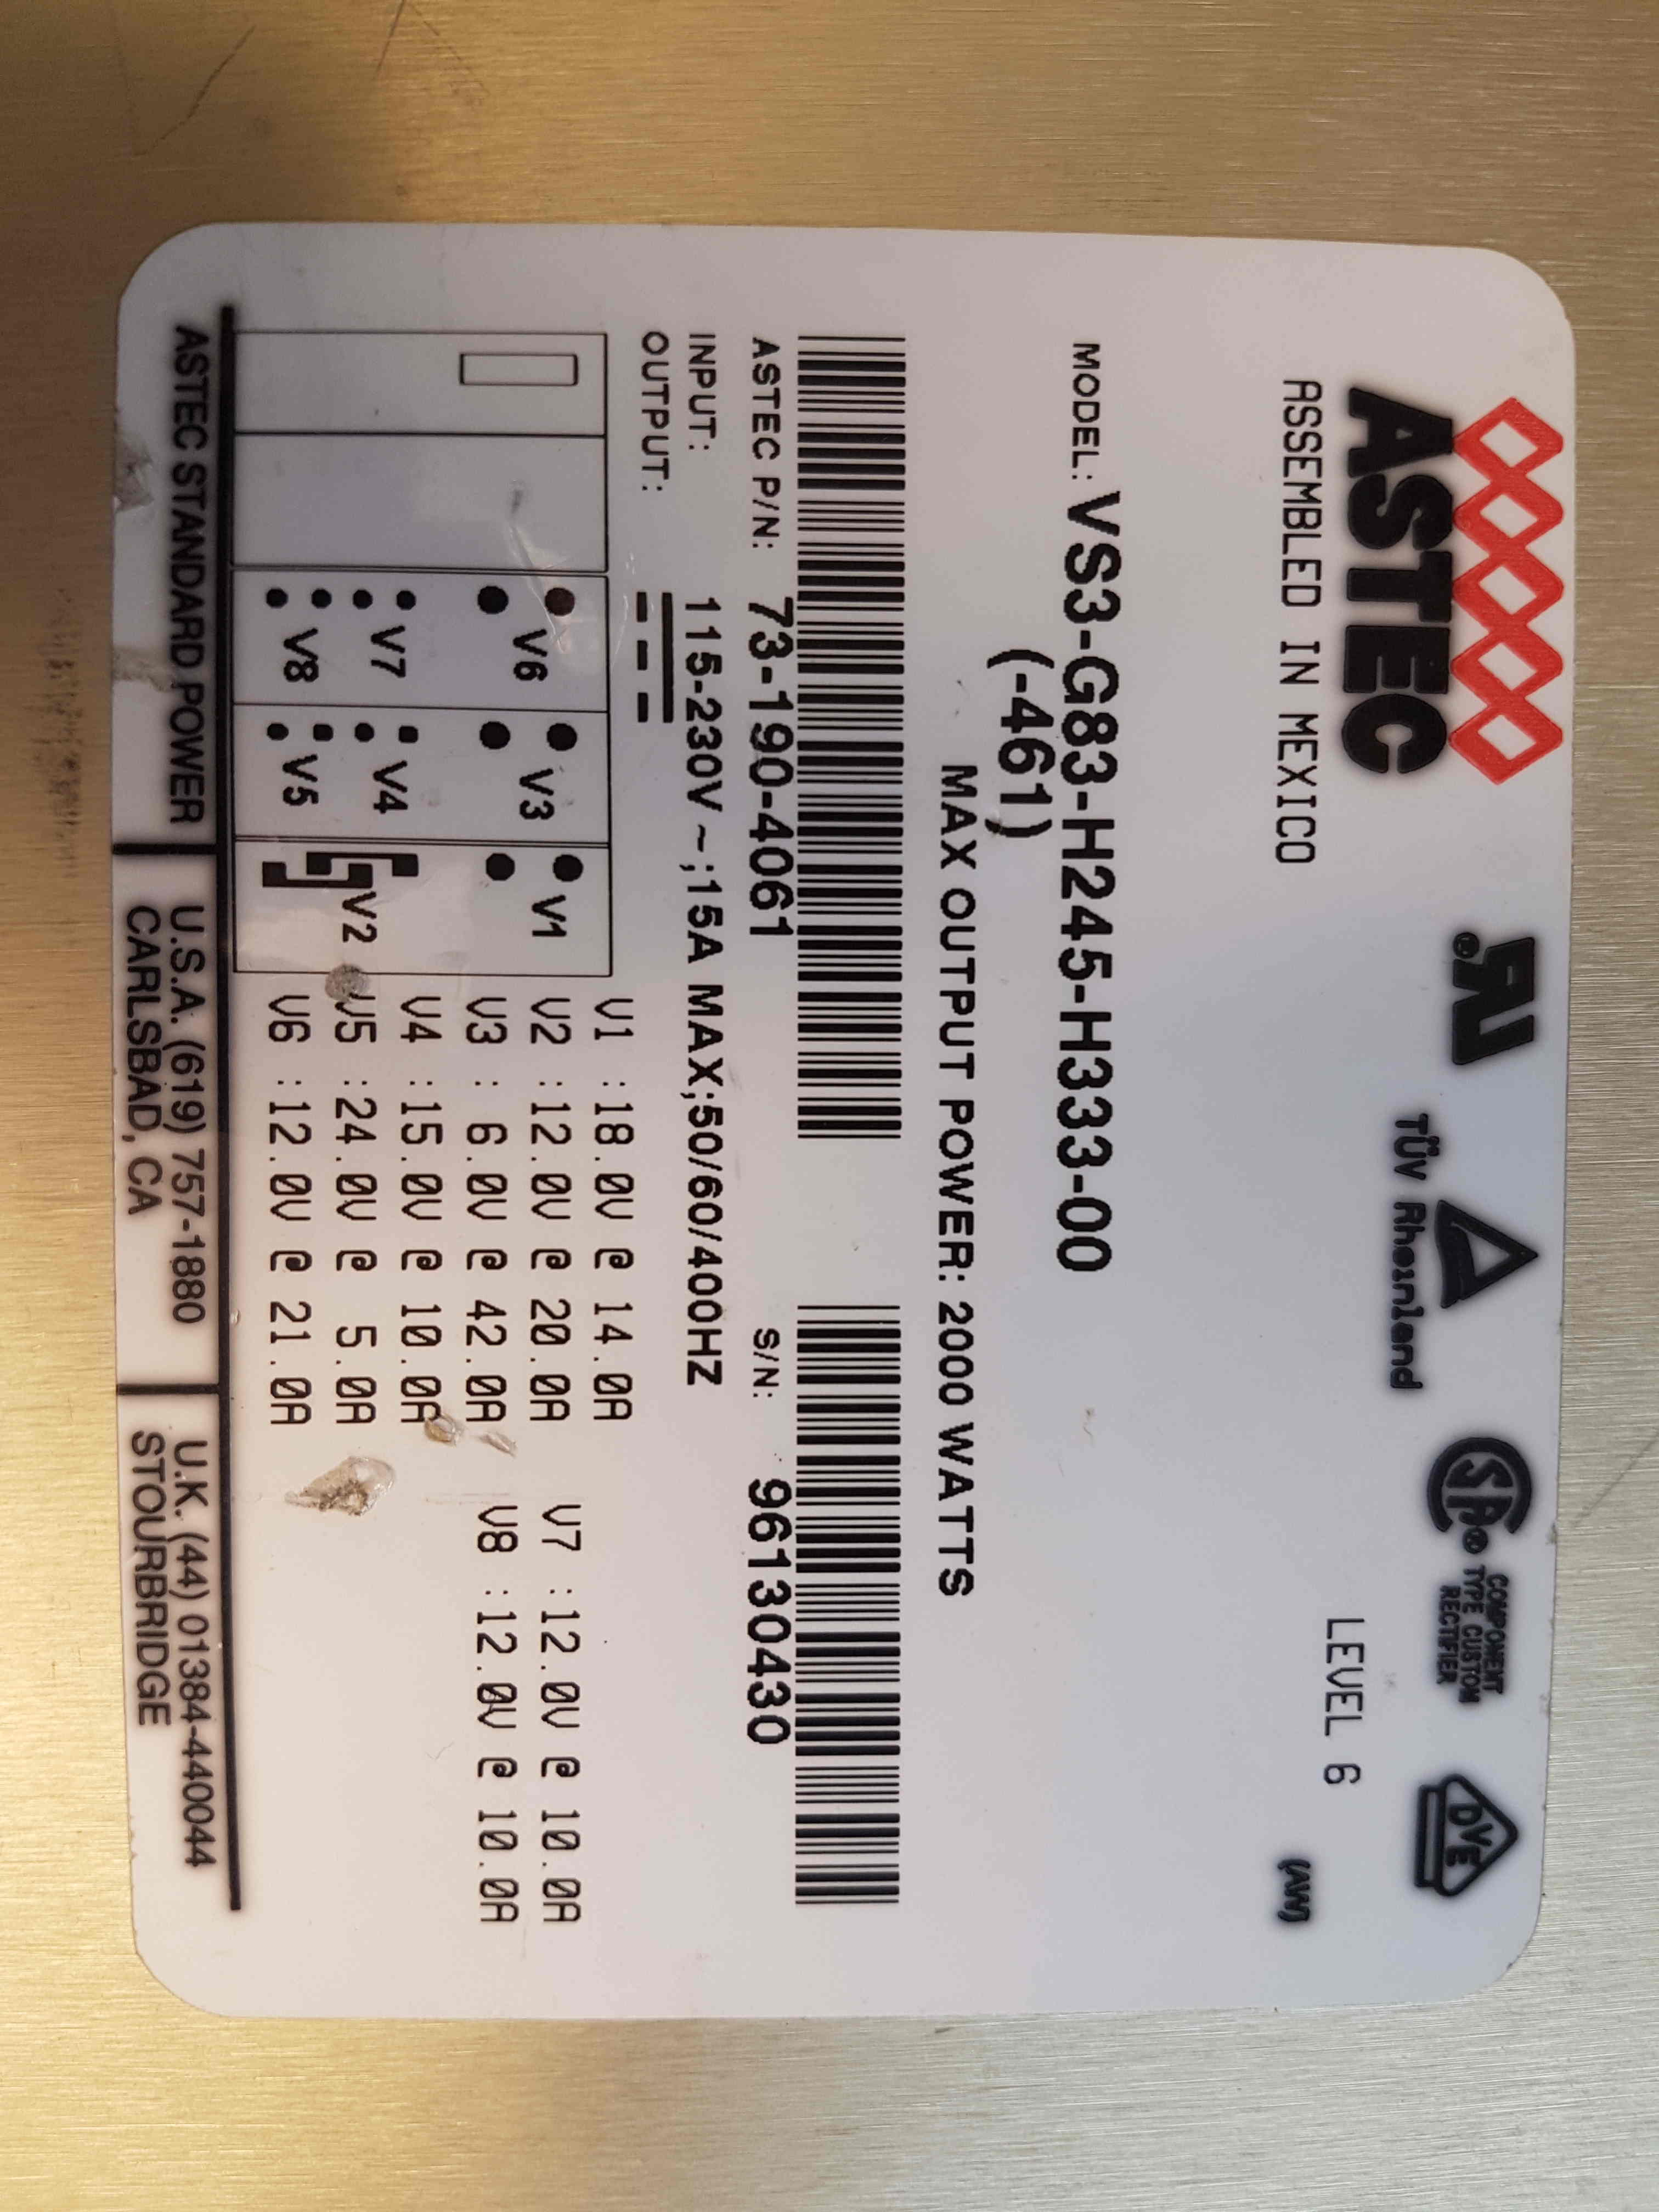 ASTEC
ASSEMBLED IN MEXICO
TÜV Rheinland
COMPONENT
TYPE CUSTOM
RECTIFIER
DVE
LEVEL 6
(AW)
MODEL: VS3-G83-H245-H333-00
(-461)
MAX OUTPUT POWER: 2000 WATTS
ASTEC P/N: 73-190-4061 S/N: 96130430
INPUT: 115-230V ~;15A MAX;50/60/400HZ
OUTPUT:
V6 V3 V1
V7 V4 V2
V8 V5
V1 :18.0V @ 14.0A
V2 :12.0V @ 20.0A
V3 : 6.0V @ 42.0A
V4 :15.0V @ 10.0A
V5 :24.0V @ 5.0A
V6 :12.0V @ 21.0A
V7 :12.0V @ 10.0A
V8 :12.0V @ 10.0A
ASTEC STANDARD POWER
U.S.A. (619) 757-1880
CARLSBAD, CA
U.K. (44) 01384-440044
STOURBRIDGE